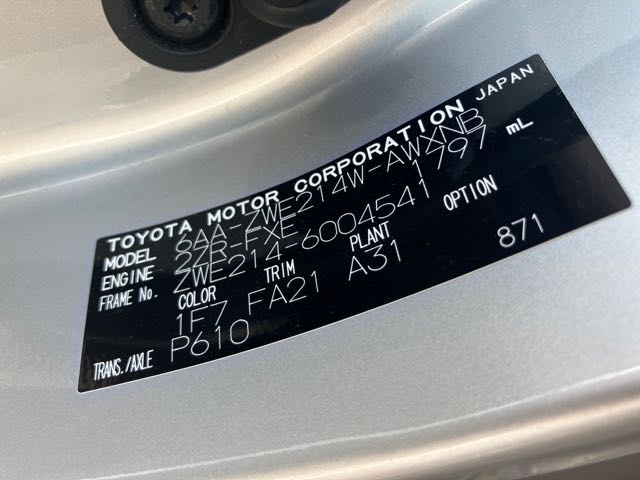 TOYOTA MOTOR CORPORATION JAPAN
MODEL 6AA-ZWE214W-AWXNB
ENGINE 2ZR-FXE 1797 mL
FRAME No. ZWE214-6004541
COLOR TRIM PLANT OPTION
1F7 FA21 A31 871
TRANS./AXLE P610